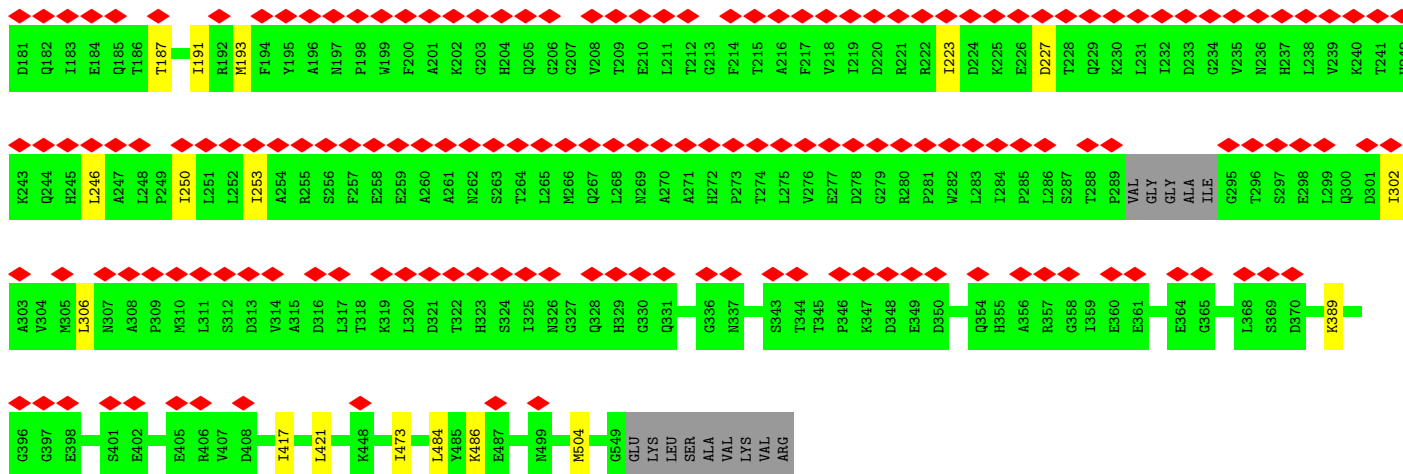 D181 Q182 I183 E184 Q185 T186 T187 I191 R192 M193 F194 Y195 A196 N197 P198 W199 F200 A201 K202 G203 H204 Q205 G206 G207 V208 T209 E210 L211 T212 G213 F214 T215 A216 F217 V218 I219 D220 R221 R222 I223 D224 K225 E226 D227 T228 Q229 K230 L231 I232 D233 G234 V235 N236 H237 L238 V239 K240 T241
K243 Q244 H245 L246 A247 L248 P249 I250 L251 L252 I253 A254 R255 S256 F257 E258 E259 A260 A261 N262 S263 T264 L265 M266 Q267 L268 N269 A270 A271 H272 P273 T274 L275 V276 E277 D278 G279 R280 P281 W282 L283 I284 P285 L286 S287 T288 P289 VAL GLY GLY ALA ILE G295 T296 S297 E298 L299 Q300 D301 I302
A303 V304 M305 L306 N307 A308 P309 M310 L311 S312 D313 V314 A315 D316 L317 T318 K319 L320 D321 T322 H323 S324 I325 N326 G327 Q328 H329 G330 Q331 G336 N337 S343 T344 T345 P346 K347 D348 E349 D350 Q354 H355 A356 R357 G358 I359 E360 E361 E364 G365 L368 S369 D370 K389
G396 G397 E398 S401 E402 E405 R406 V407 D408 I417 L421 K448 I473 L484 Y485 K486 E487 N499 M504 G549 GLU LYS LEU SER ALA VAL LYS VAL ARG